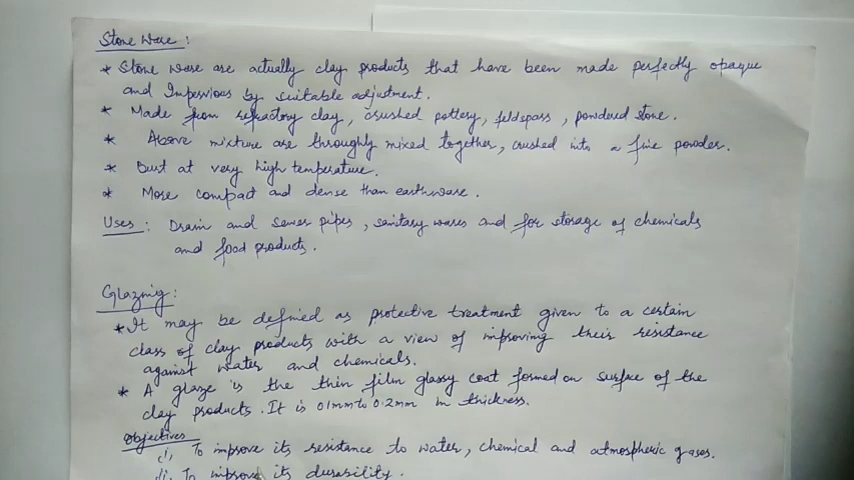 Stone Ware :
* Stone ware are actually clay products that have been made perfectly opaque
and Impervious by suitable adjustment.
* Made from refractory clay, crushed pottery, feldspars, powdered stone.
* Above mixture are throughly mixed together, crushed into a fine powder.
* Bust at very high temperature.
* More compact and dense than earthware.
Uses : Drain and sewer pipes, sanitary wares and for storage of chemicals
and food products.
Glazing :
* It may be defined as protective treatment given to a certain
class of clay products with a view of improving their resistance
against water and chemicals.
* A glaze is the thin film glassy coat formed on surface of the
clay products. It is 0.1mm to 0.2mm in thickness.
Objectives
(i) To improve its resistance to water, chemical and atmospheric gases.
(ii) To improve its durability.